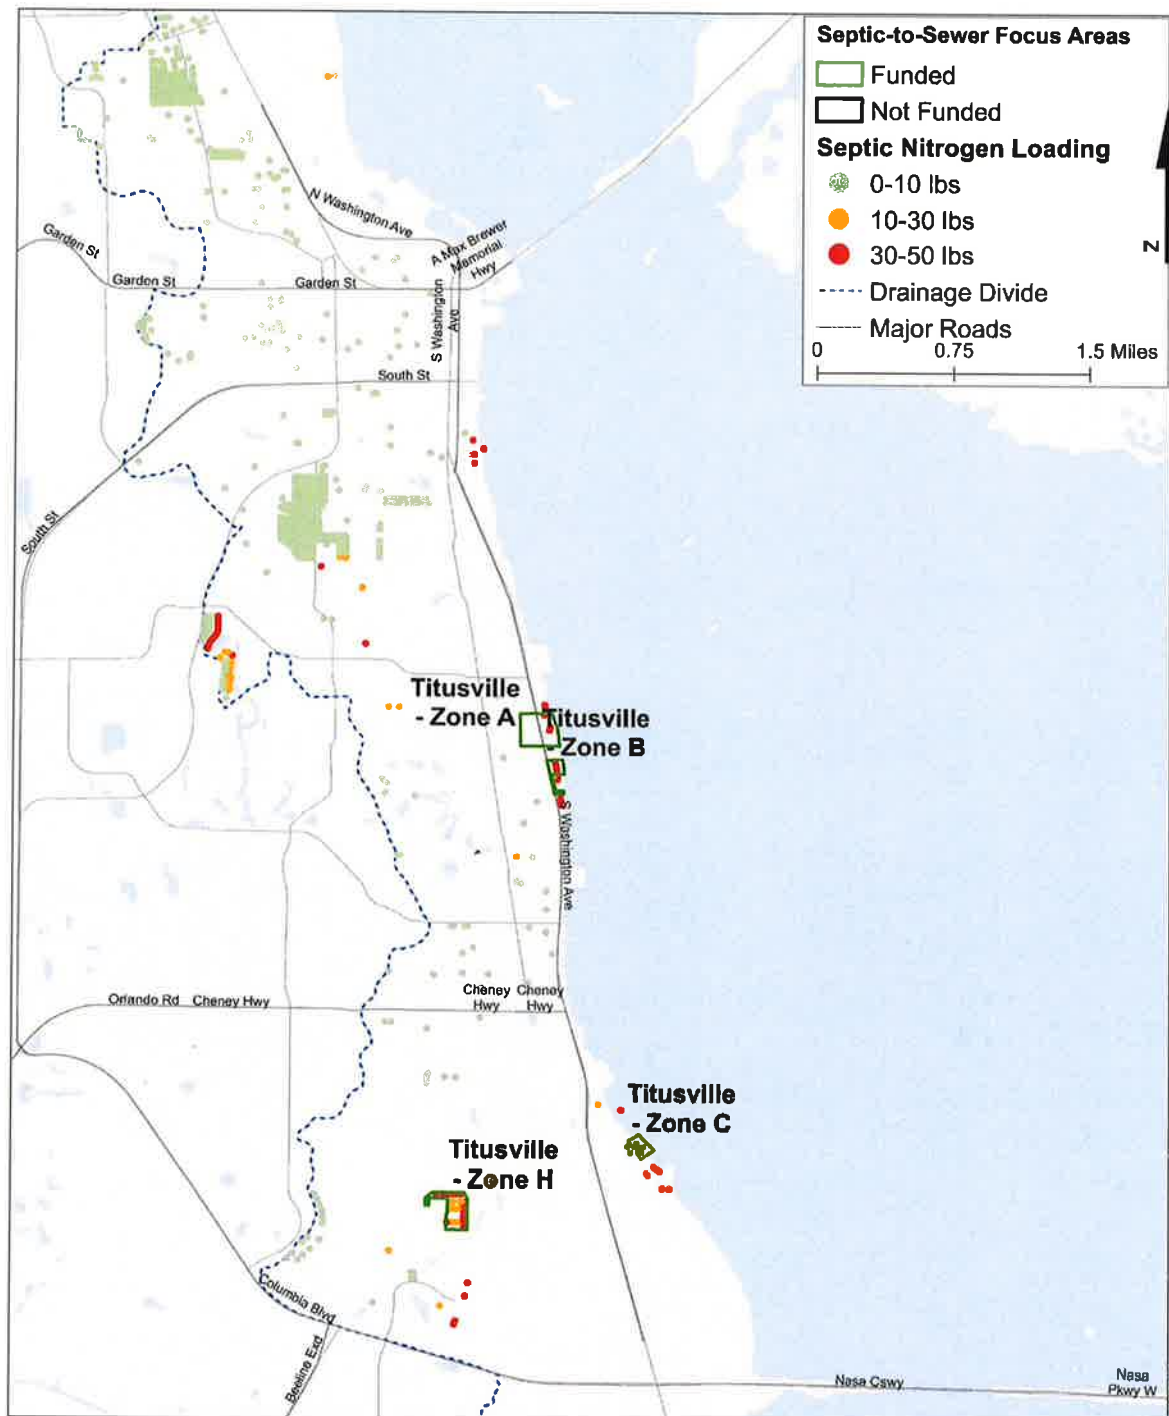 Septic-to-Sewer Focus Areas
Funded
Not Funded
Septic Nitrogen Loading
0-10 lbs
10-30 lbs
30-50 lbs
Drainage Divide
Major Roads
0 0.75 1.5 Miles
N
N Washington Ave
A Max Brewer
Memorial
Hwy
Garden St
Garden St
Garden St
S Washington
Ave
South St
South St
Titusville
- Zone A
Titusville
- Zone B
S Washington Ave
Orlando Rd Cheney Hwy
Cheney
Hwy
Cheney
Hwy
Titusville
- Zone C
Titusville
- Zone H
Columbia Blvd
Beeline Exd
Nasa Cswy
Nasa
Pkwy W